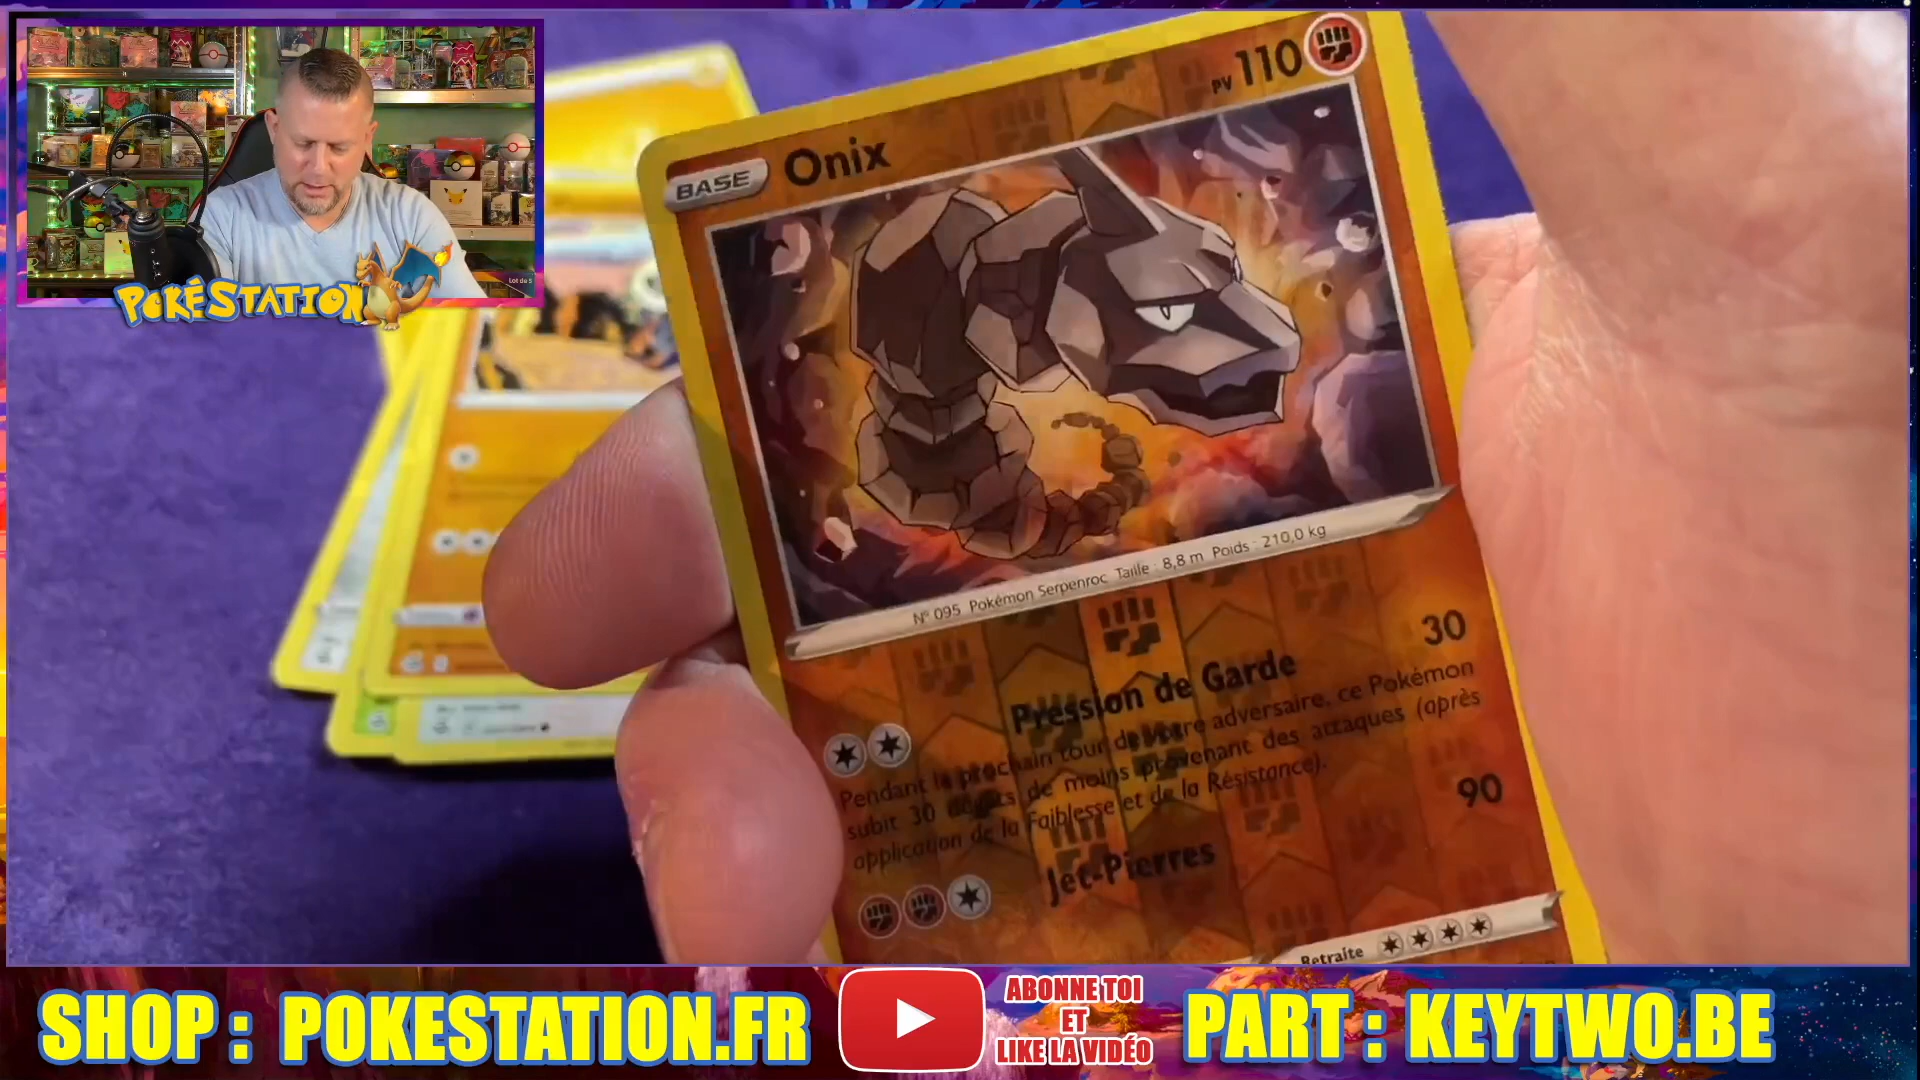 POKÉSTATION
Lot de 5
BASE
Onix
PV 110
N° 095 Pokémon Serpenroc Taille : 8,8 m Poids : 210,0 kg
Pression de Garde 30
Pendant le prochain tour de votre adversaire, ce Pokémon
subit 30 dégâts de moins provenant des attaques (après
application de la Faiblesse et de la Résistance).
Jet-Pierres 90
Retraite
SHOP : POKESTATION.FR
ABONNE TOI
ET
LIKE LA VIDÉO
PART : KEYTWO.BE